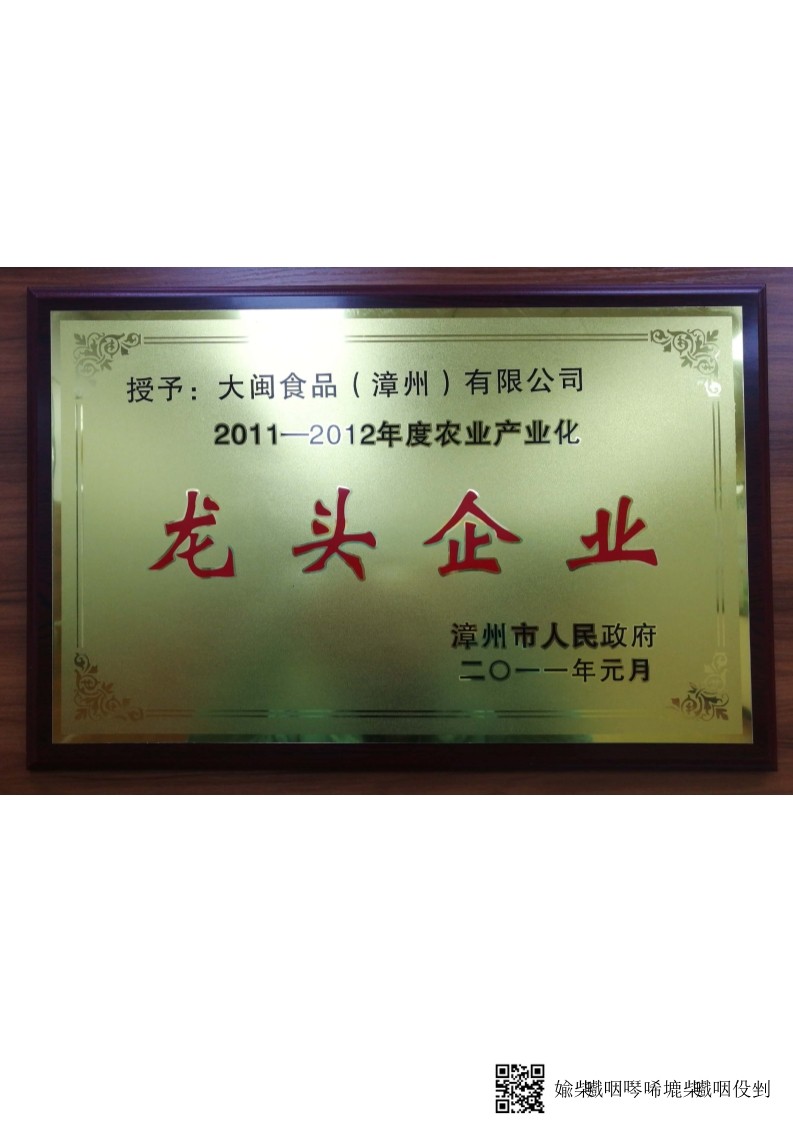 授予：大闽食品（漳州）有限公司
2011—2012年度农业产业化
龙头企业
漳州市人民政府
二〇一一年元月